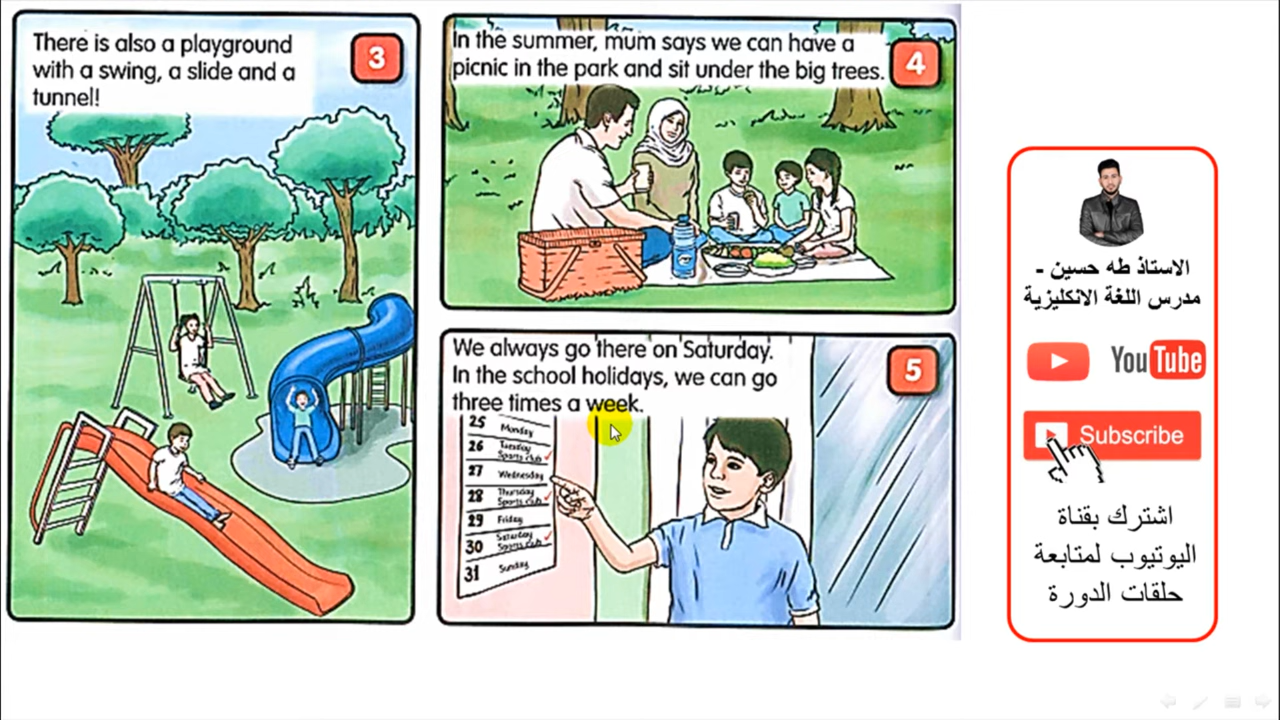 There is also a playground
with a swing, a slide and a
tunnel!
3
In the summer, mum says we can have a
picnic in the park and sit under the big trees.
4
We always go there on Saturday.
In the school holidays, we can go
three times a week.
5
25 Monday
26 Tuesday
Sports club
27 Wednesday
28 Thursday
Sports club
29 Friday
30 Saturday
Sports club
31 Sunday
الاستاذ طه حسين -
مدرس اللغة الانكليزية
YouTube
Subscribe
اشترك بقناة
اليوتيوب لمتابعة
حلقات الدورة